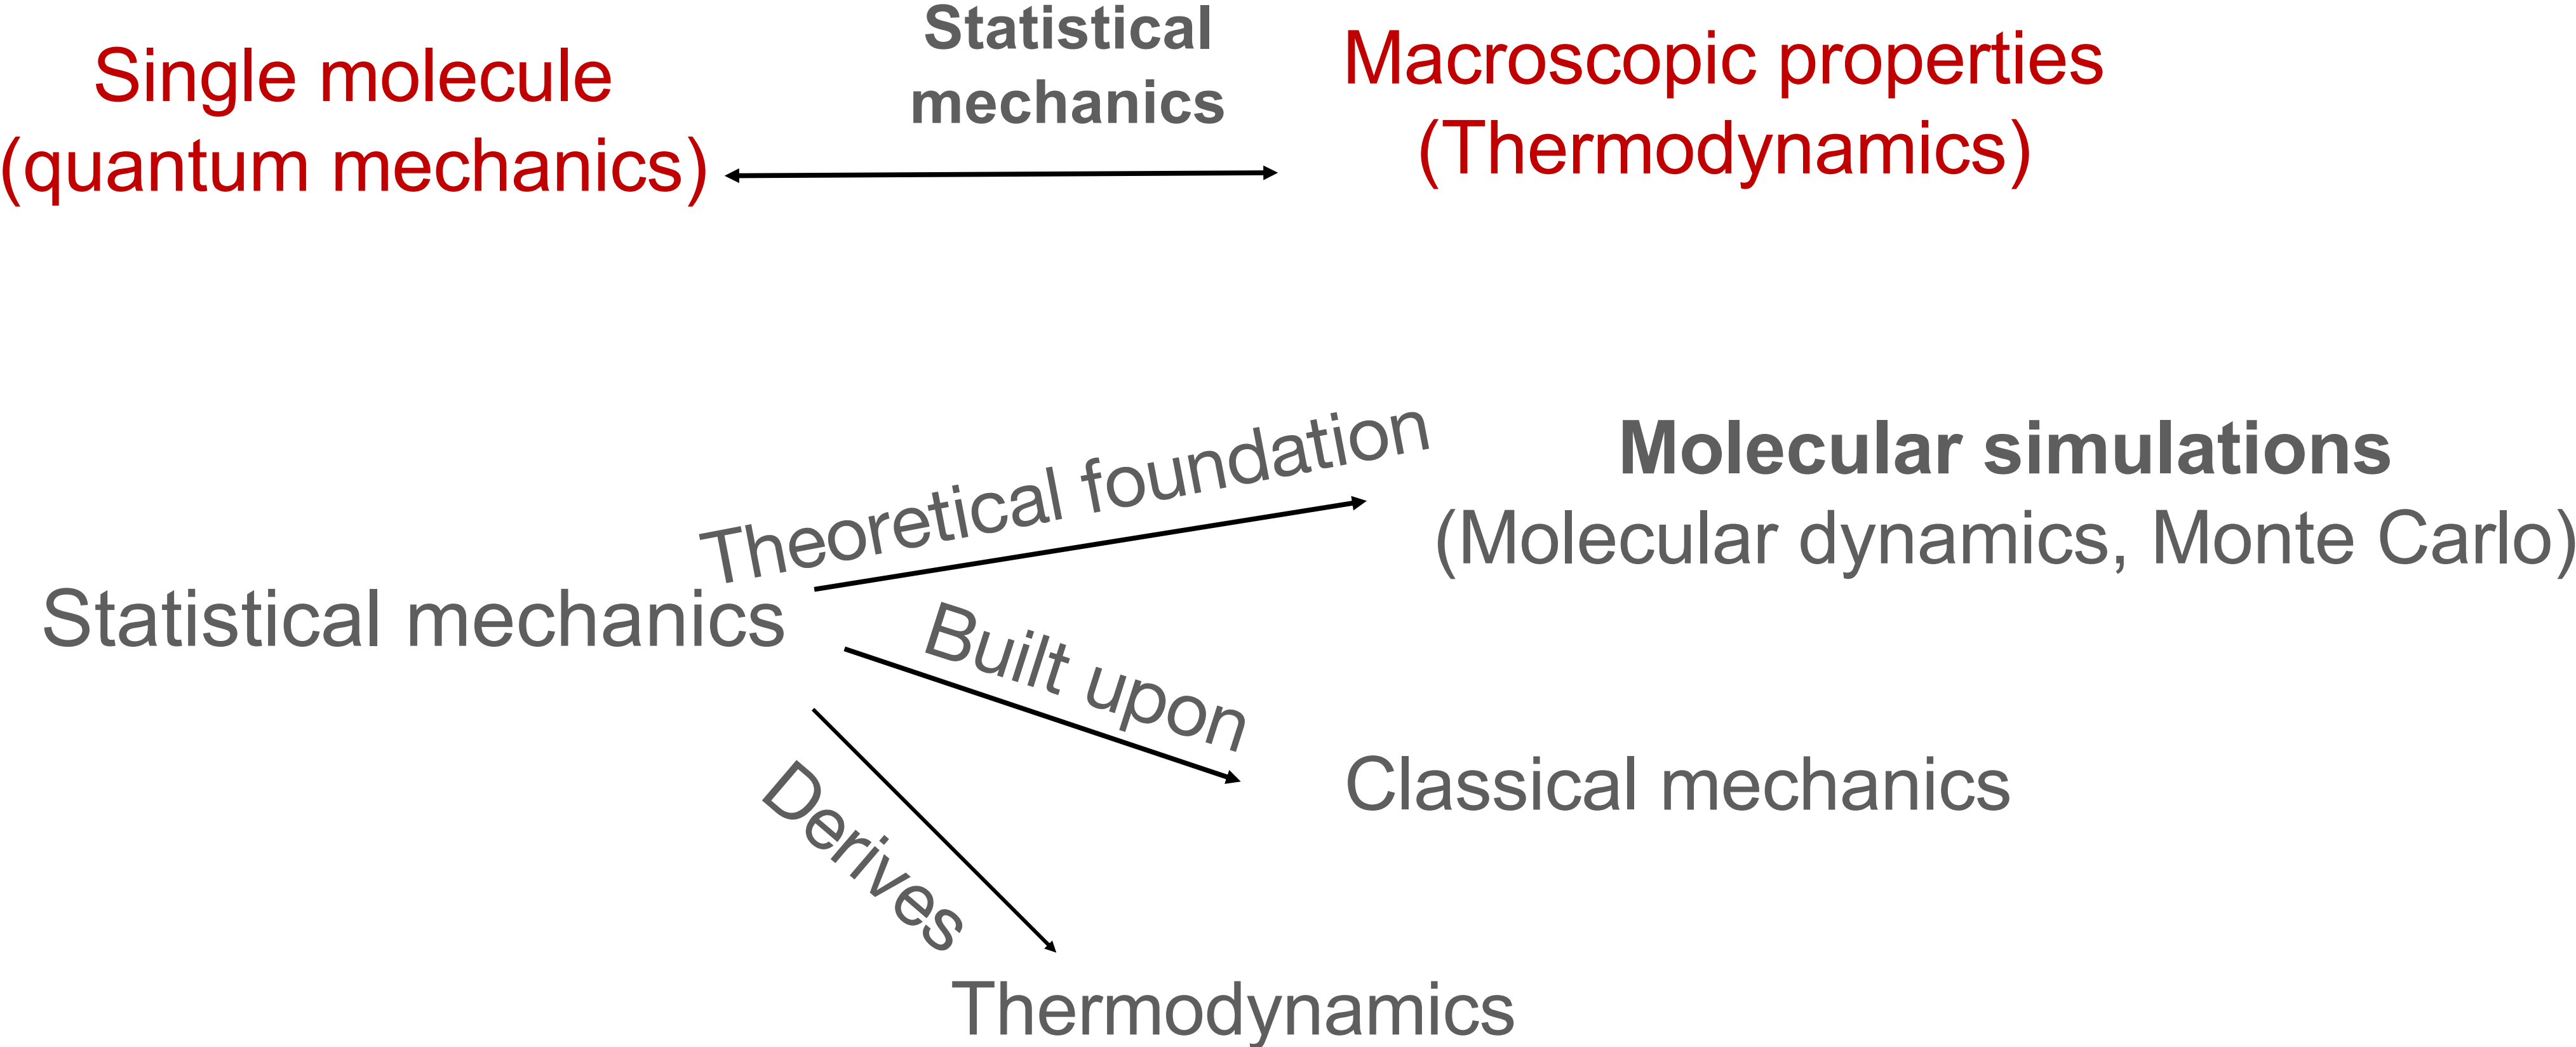 Single molecule
(quantum mechanics)
Statistical
mechanics
Macroscopic properties
(Thermodynamics)
Theoretical foundation
Molecular simulations
(Molecular dynamics, Monte Carlo)
Statistical mechanics
Built upon
Classical mechanics
Derives
Thermodynamics